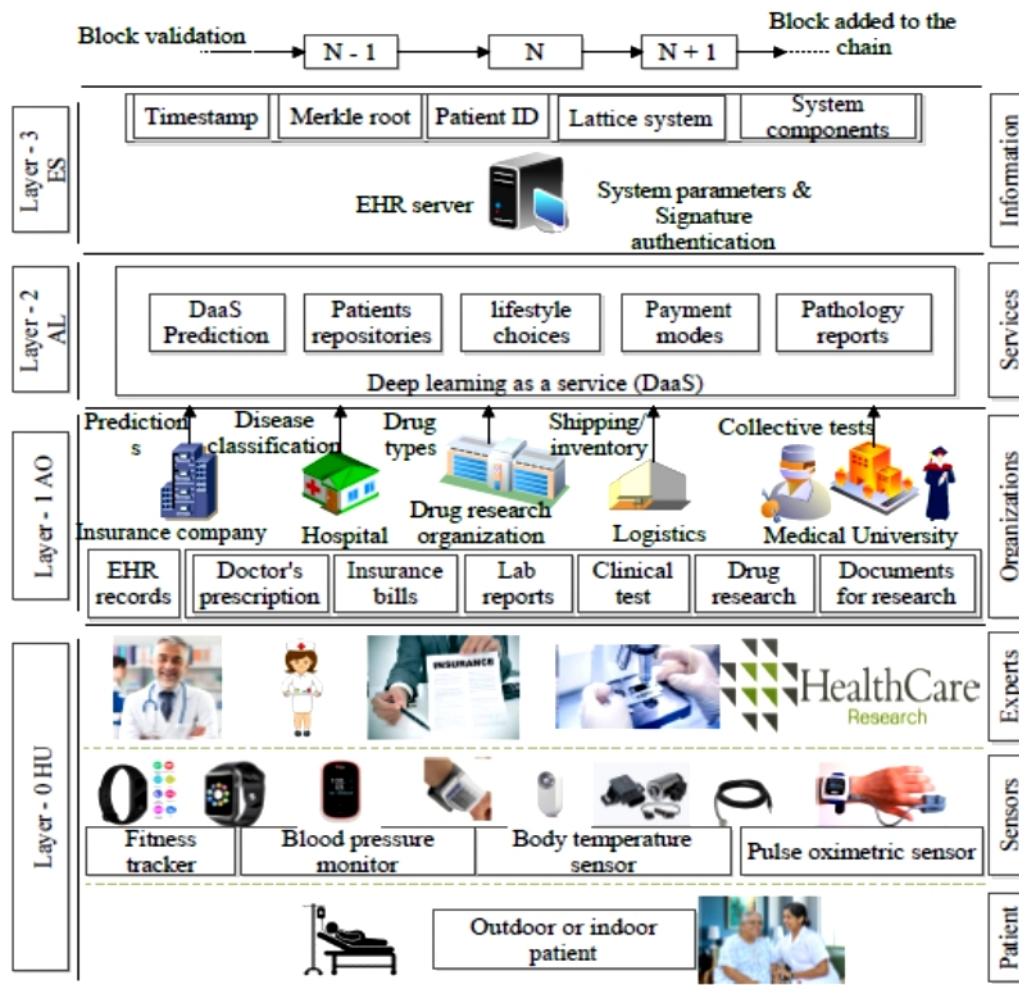 Block validation
N - 1
N
N + 1
Block added to the
chain
Layer - 3
ES
Timestamp
Merkle root
Patient ID
Lattice system
System
components
EHR server
System parameters &
Signature
authentication
Information
Layer - 2
AL
DaaS
Prediction
Patients
repositories
lifestyle
choices
Payment
modes
Pathology
reports
Deep learning as a service (DaaS)
Services
Layer - 1 AO
Prediction
s
Disease
classification
Drug
types
Shipping/
inventory
Collective tests
Insurance company
Hospital
Drug research
organization
Logistics
Medical University
EHR
records
Doctor's
prescription
Insurance
bills
Lab
reports
Clinical
test
Drug
research
Documents
for research
Organizations
Layer - 0 HU
INSURANCE
HealthCare
Research
Experts
Fitness
tracker
Blood pressure
monitor
Body temperature
sensor
Pulse oximetric sensor
Sensors
Outdoor or indoor
patient
Patient